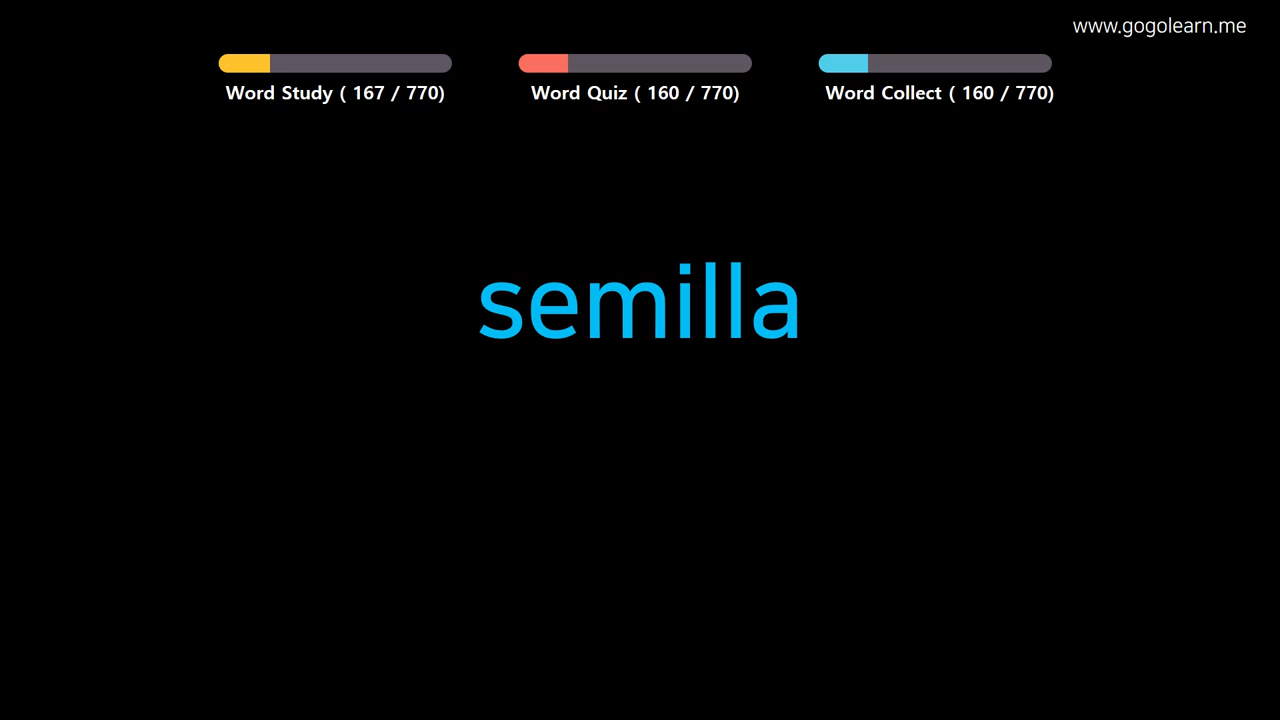 www.gogolearn.me
Word Study ( 167 / 770)
Word Quiz ( 160 / 770)
Word Collect ( 160 / 770)
semilla